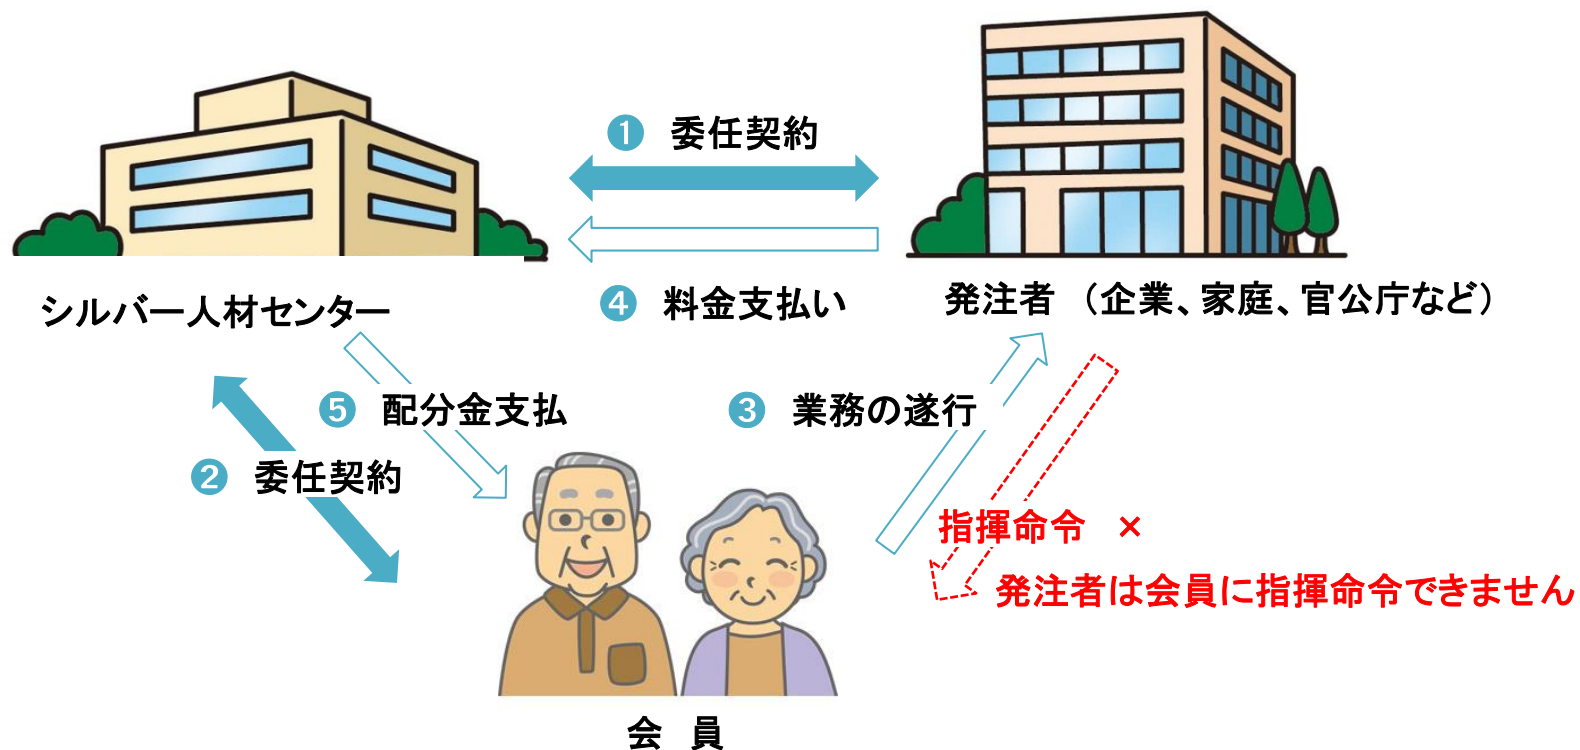 ❶ 委任契約
❹ 料金支払い
シルバー人材センター
発注者 （企業、家庭、官公庁など）
❺ 配分金支払
❸ 業務の遂行
❷ 委任契約
指揮命令 ×
発注者は会員に指揮命令できません
会 員